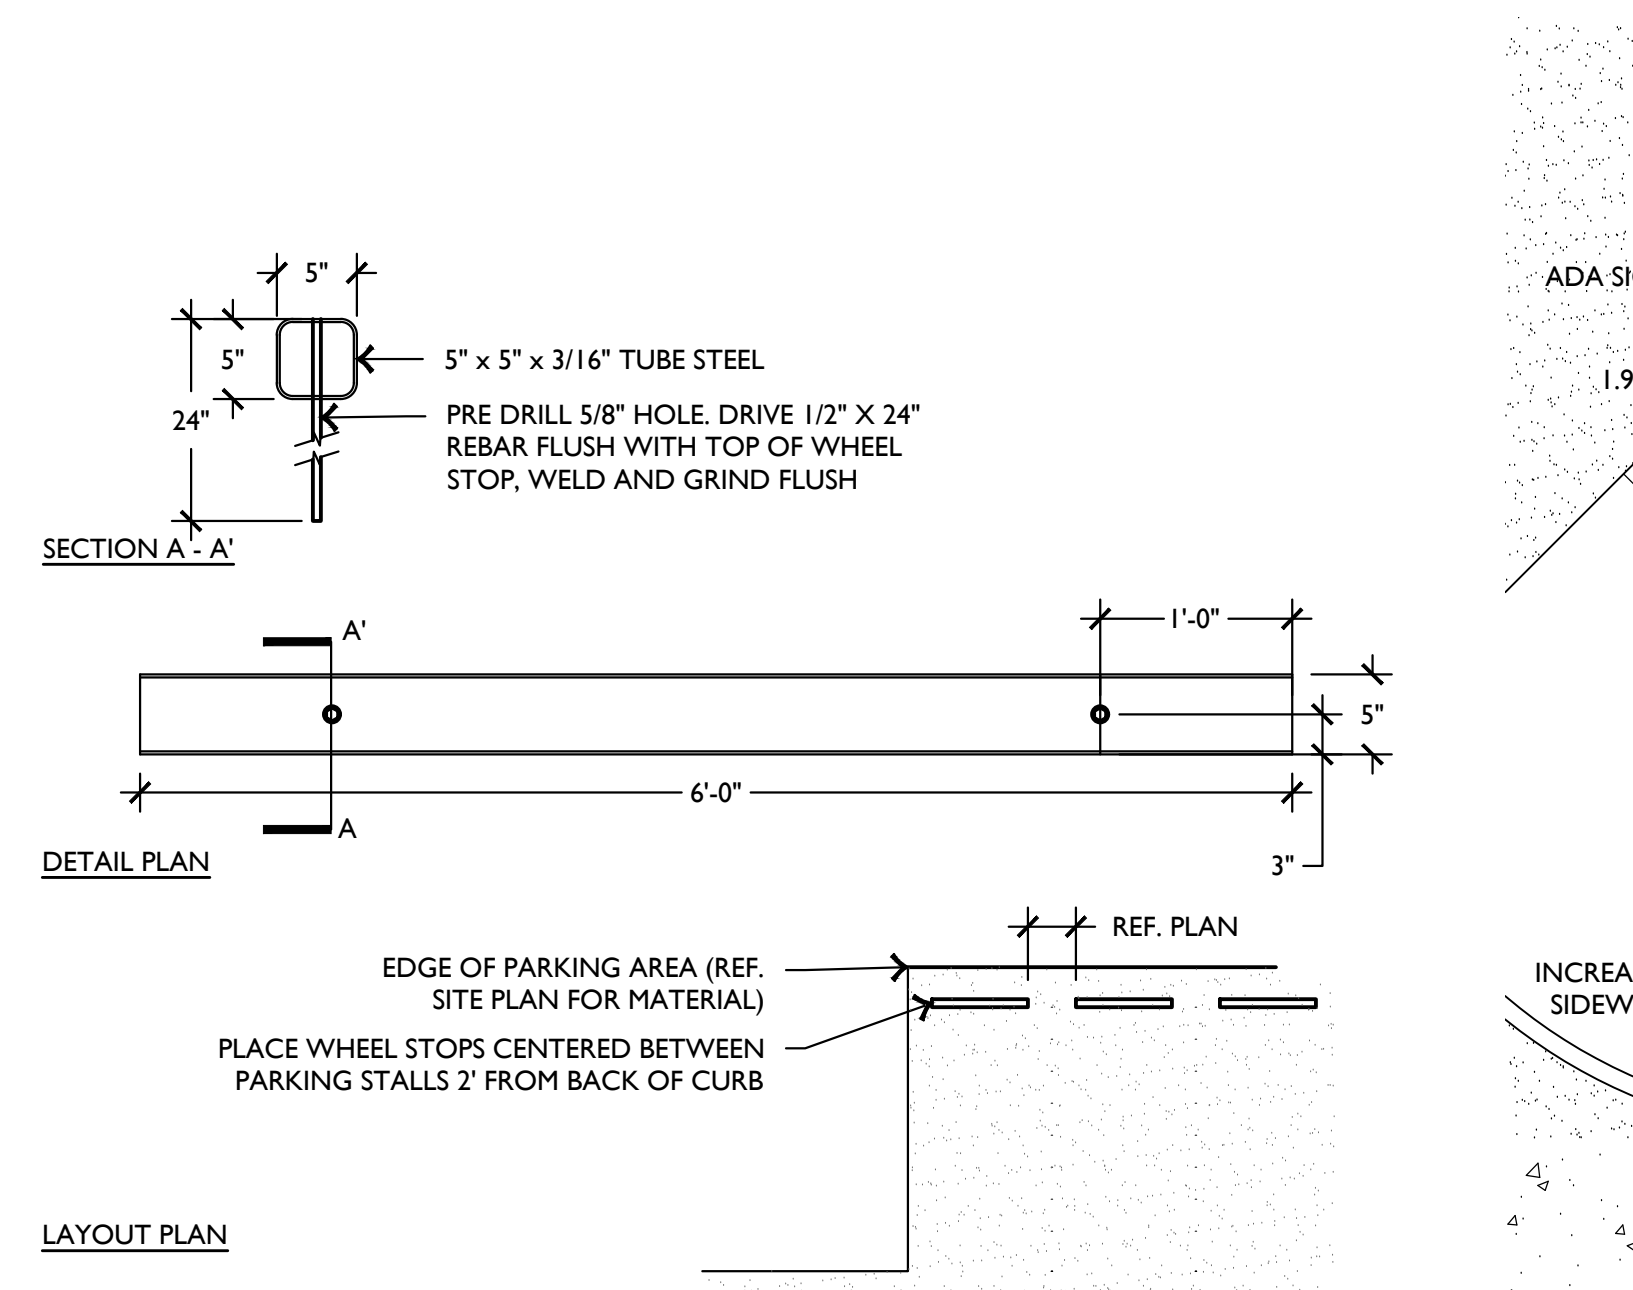 5"
5"
24"
5" x 5" x 3/16" TUBE STEEL
PRE DRILL 5/8" HOLE. DRIVE 1/2" X 24"
REBAR FLUSH WITH TOP OF WHEEL
STOP, WELD AND GRIND FLUSH
SECTION A - A'
A'
1'-0"
5"
6'-0"
A
3"
DETAIL PLAN
REF. PLAN
EDGE OF PARKING AREA (REF.
SITE PLAN FOR MATERIAL)
PLACE WHEEL STOPS CENTERED BETWEEN
PARKING STALLS 2' FROM BACK OF CURB
LAYOUT PLAN
ADA
1.9